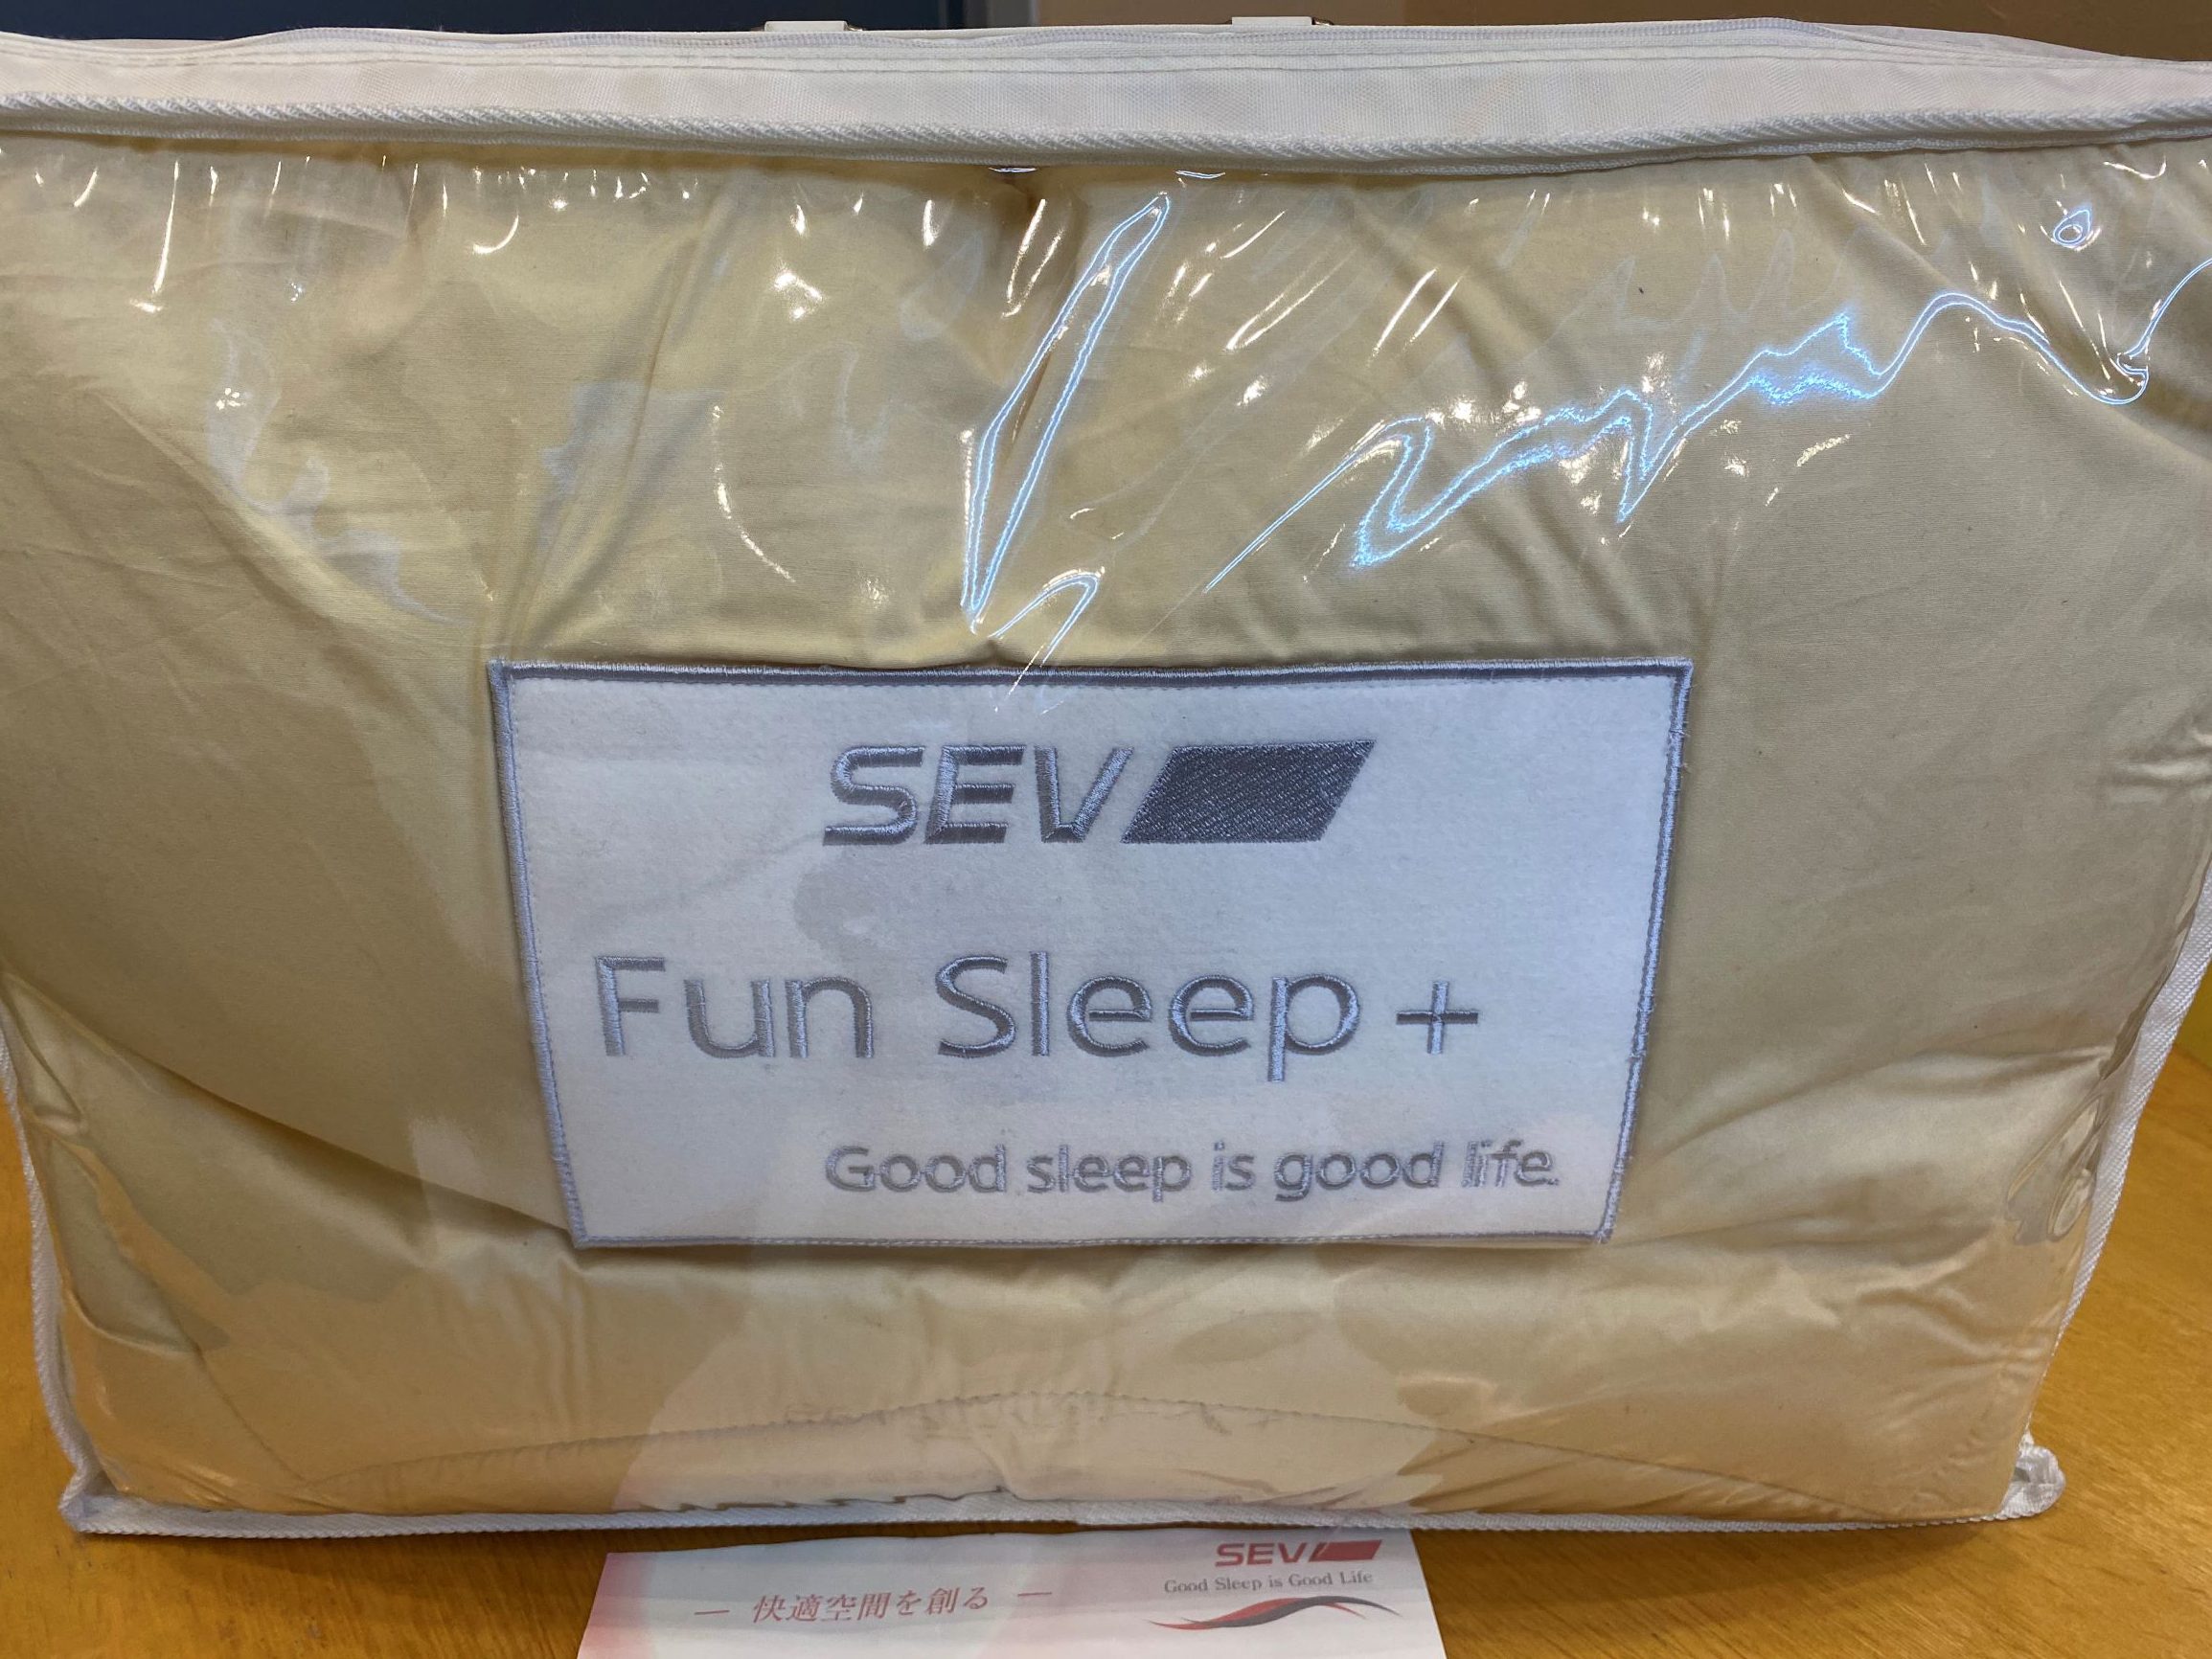 SEV
Fun Sleep +
Good sleep is good life.
SEV
Good Sleep is Good Life
— 快適空間を創る —